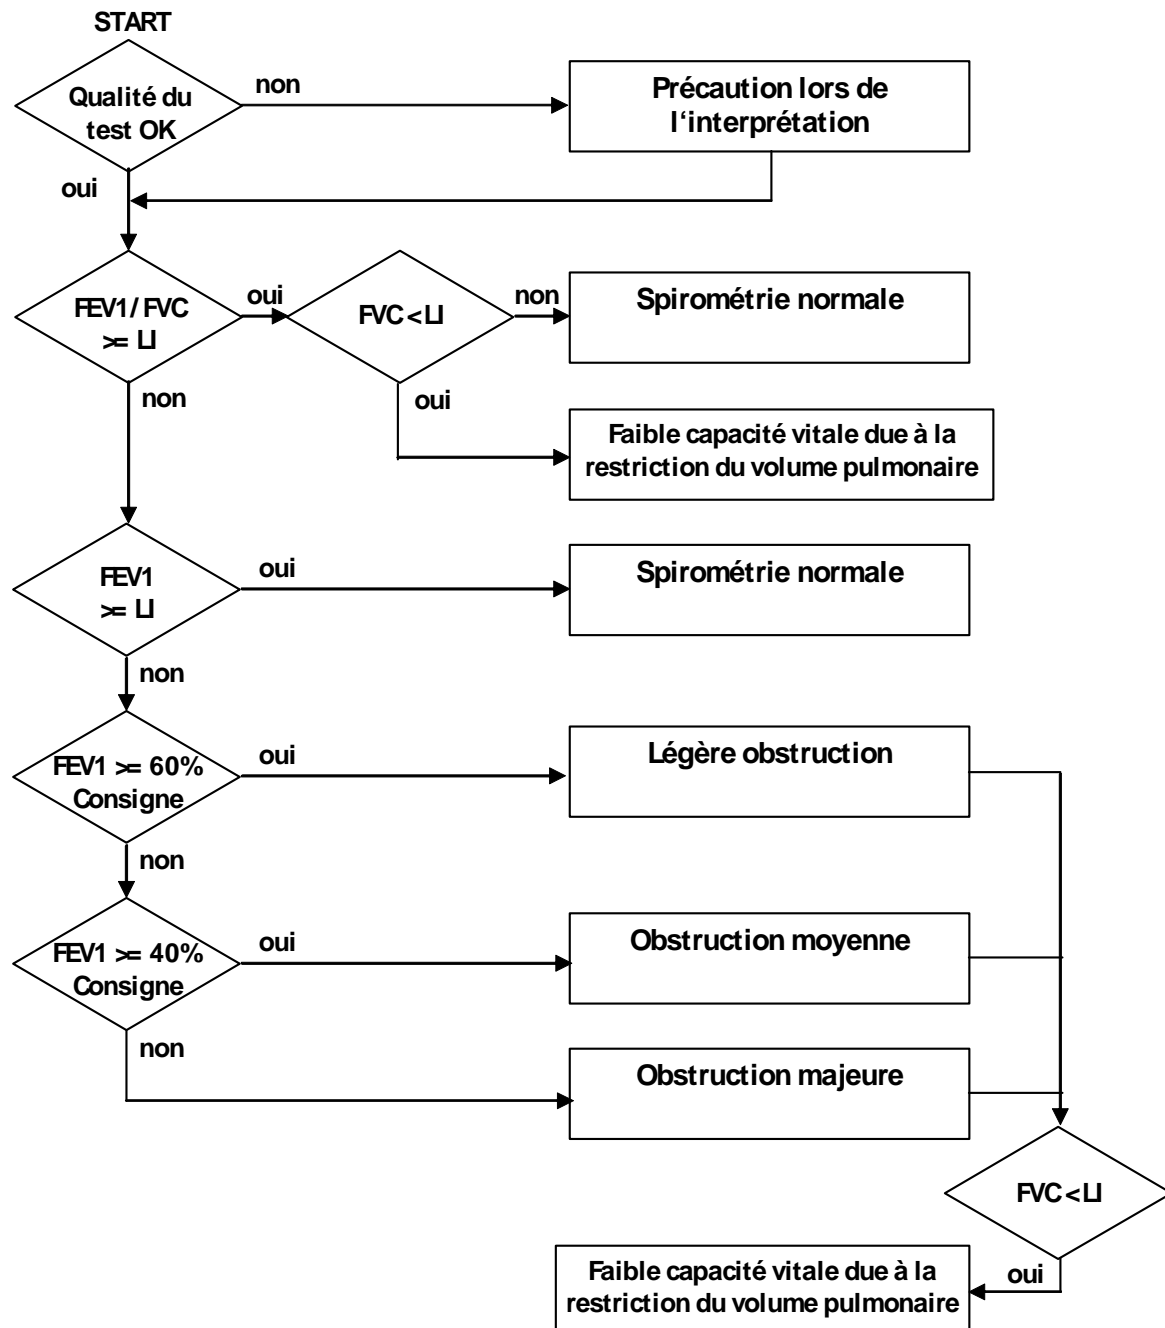 START
Qualité du
test OK
non
Précaution lors de
l‘interprétation
oui
FEV1 / FVC
>= LI
oui
FVC < LI
non
Spirométrie normale
non
oui
Faible capacité vitale due à la
restriction du volume pulmonaire
FEV1
>= LI
oui
Spirométrie normale
non
FEV1 >= 60%
Consigne
oui
Légère obstruction
non
FEV1 >= 40%
Consigne
oui
Obstruction moyenne
non
Obstruction majeure
FVC < LI
oui
Faible capacité vitale due à la
restriction du volume pulmonaire